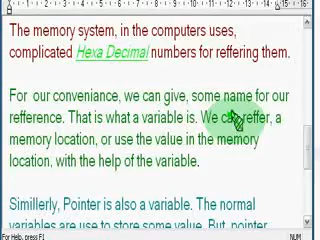 The memory system, in the computers uses,
complicated Hexa Decimal numbers for reffering them.
For our convenience, we can give, some name for our
refference. That is what a variable is. We can reffer, a
memory location, or use the value in the memory
location, with the help of the variable.
Simillerly, Pointer is also a variable. The normal
variables are use to store some value. But, pointer
For Help, press F1
NUM